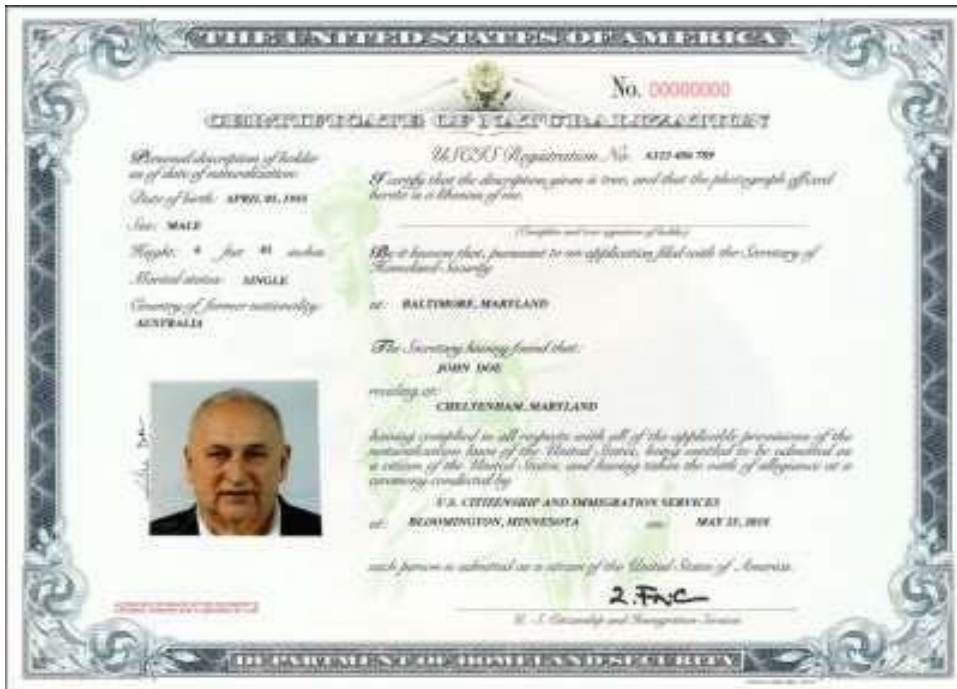 THE UNITED STATES OF AMERICA
No. 00000000
CERTIFICATE OF NATURALIZATION
Personal description of holder
as of date of naturalization:
Date of birth: APRIL
Sex: MALE
Height: feet inches
Marital status: SINGLE
Country of former nationality:
AUSTRALIA
USCIS Registration No.
I certify that the description given is true, and that the photograph affixed
hereto is a likeness of me.
(Complete and true signature of holder)
Be it known that, pursuant to an application filed with the Secretary of
Homeland Security
at: BALTIMORE, MARYLAND
The Secretary having found that:
JOHN DOE
residing at:
CHELTENHAM, MARYLAND
having complied in all respects with all of the applicable provisions of the
naturalization laws of the United States, being entitled to be admitted as
a citizen of the United States, and having taken the oath of allegiance at a
ceremony conducted by
U.S. CITIZENSHIP AND IMMIGRATION SERVICES
at: BLOOMINGTON, MINNESOTA on: MAY
such person is admitted as a citizen of the United States of America.
U. S. Citizenship and Immigration Services
DEPARTMENT OF HOMELAND SECURITY